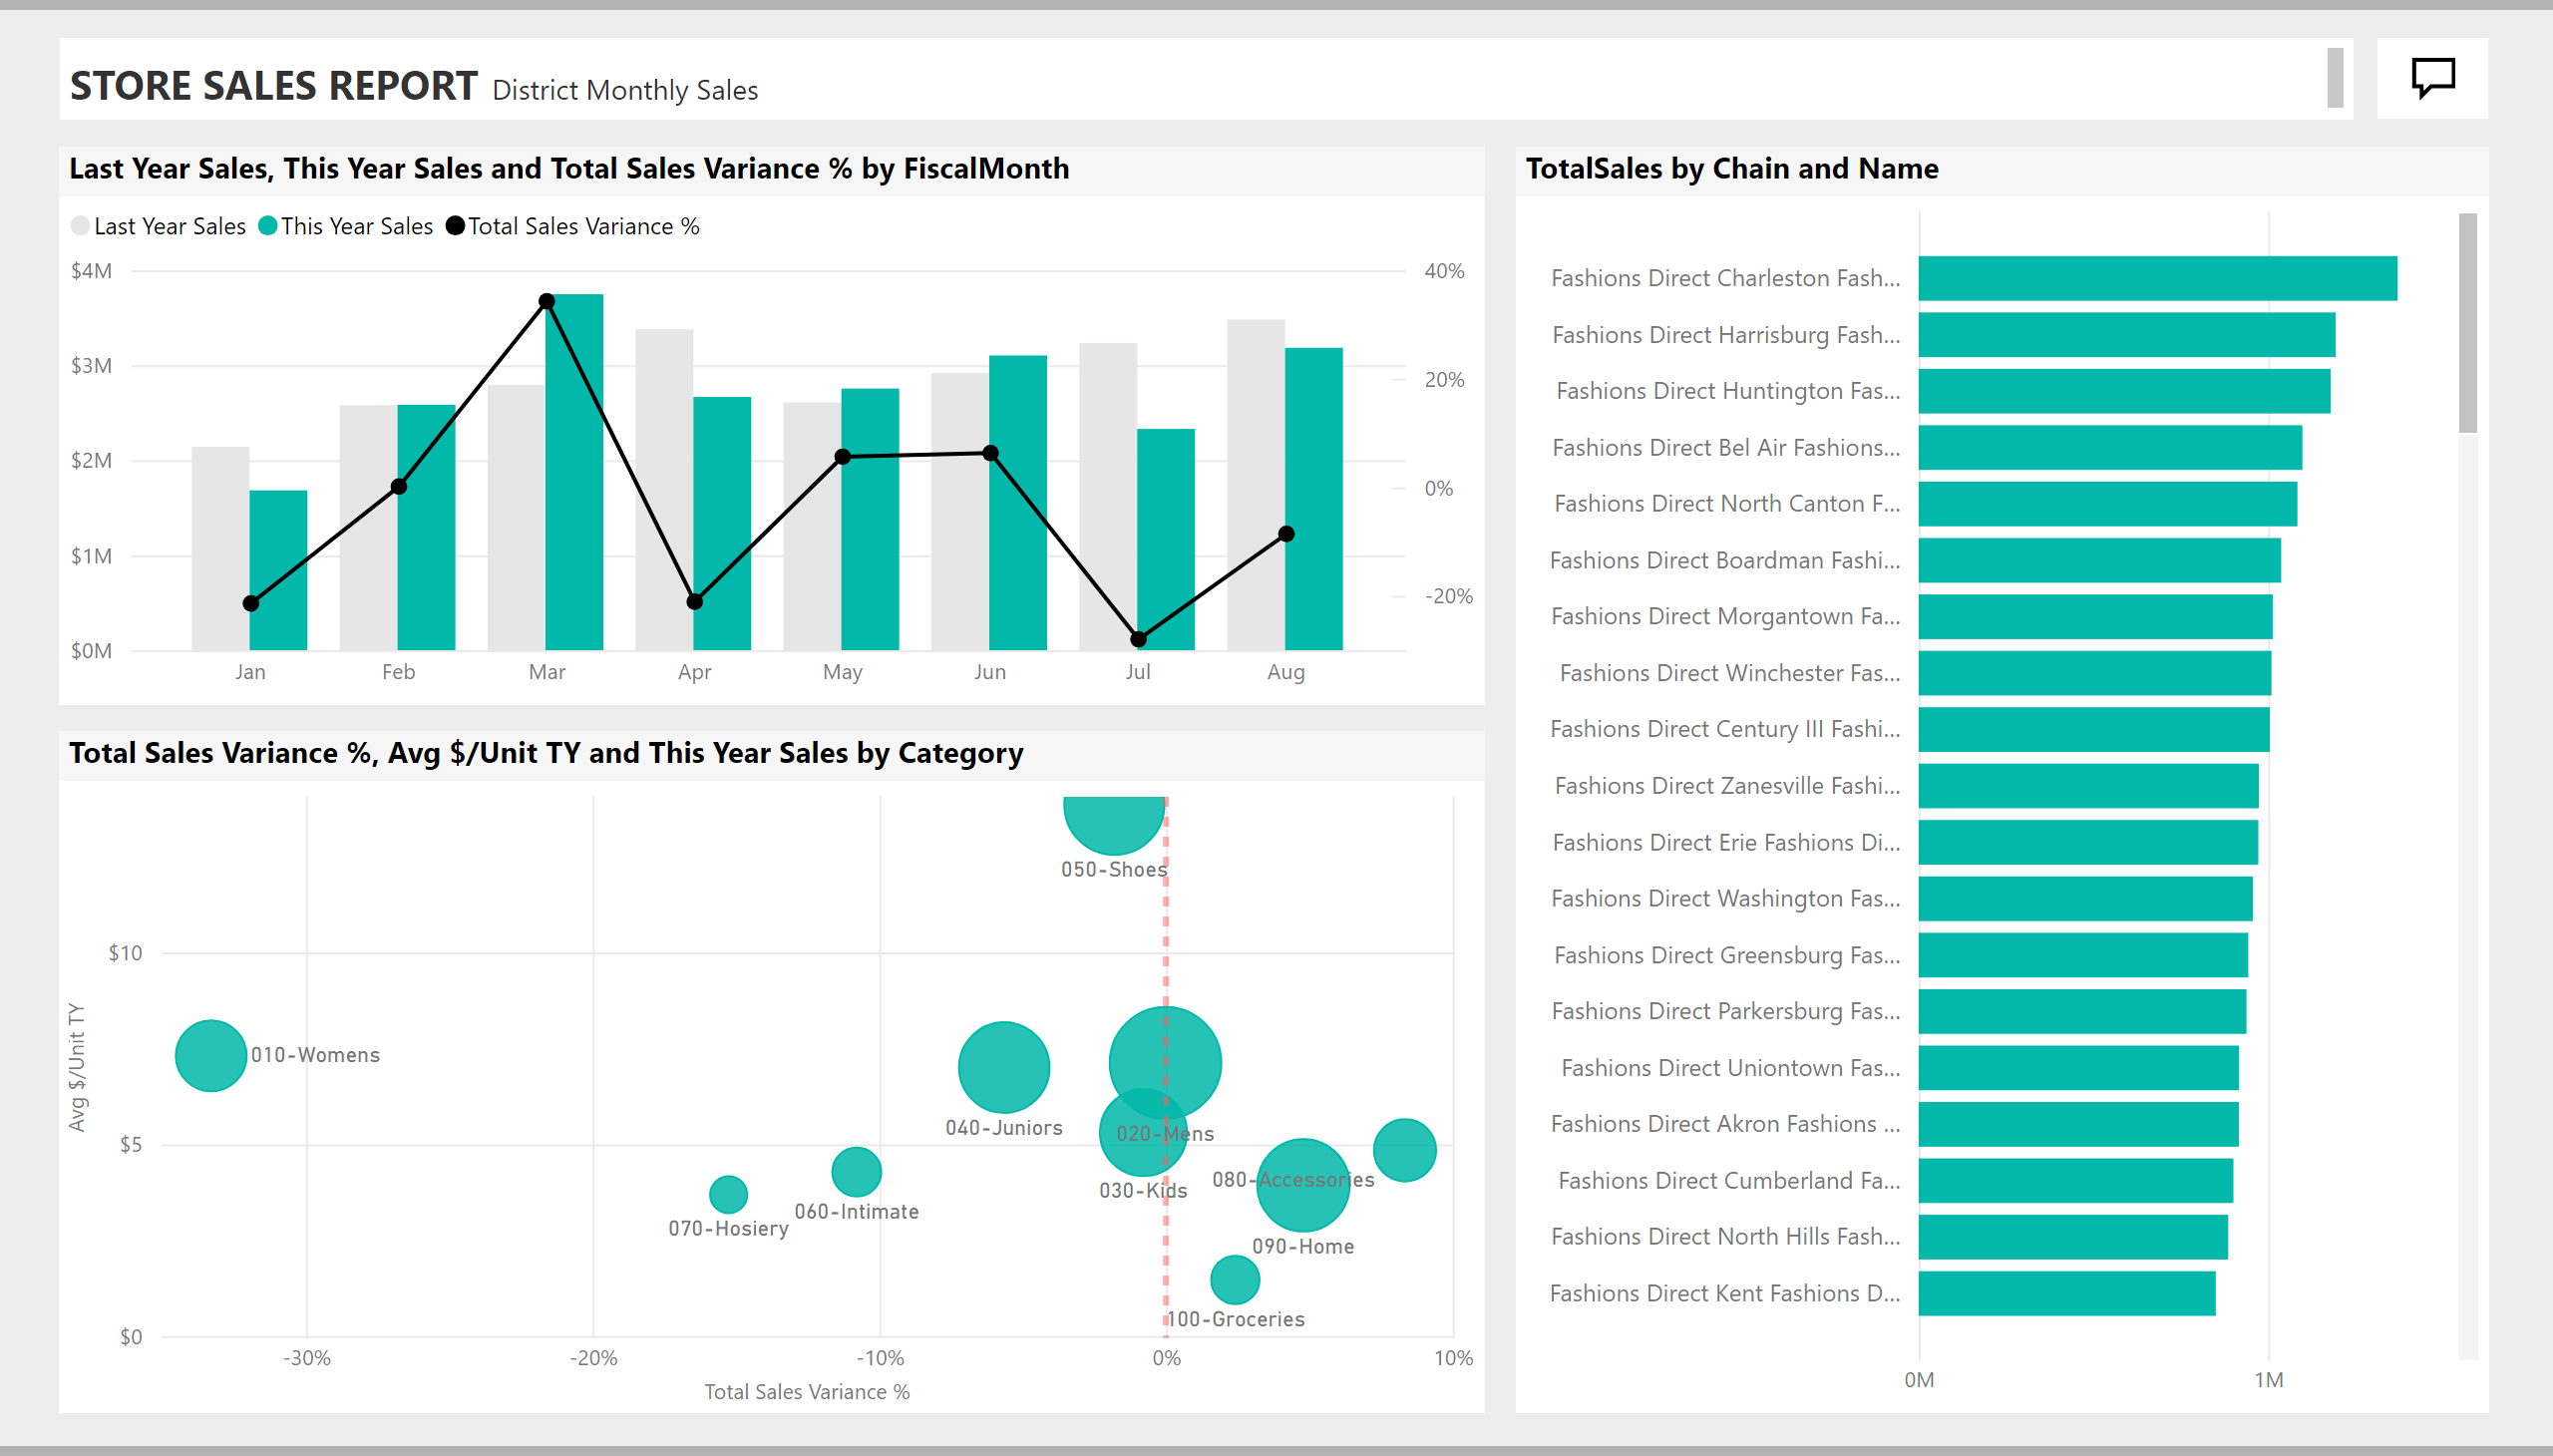 STORE SALES REPORT District Monthly Sales
Last Year Sales, This Year Sales and Total Sales Variance % by FiscalMonth
Last Year Sales This Year Sales Total Sales Variance %
$4M
$3M
$2M
$1M
$0M
40%
20%
0%
-20%
Jan Feb Mar Apr May Jun Jul Aug
Total Sales Variance %, Avg $/Unit TY and This Year Sales by Category
Avg $/Unit TY
$10
$5
$0
050-Shoes
010-Womens
040-Juniors
020-Mens
080-Accessories
030-Kids
060-Intimate
070-Hosiery
090-Home
100-Groceries
-30% -20% -10% 0% 10%
Total Sales Variance %
TotalSales by Chain and Name
Fashions Direct Charleston Fash...
Fashions Direct Harrisburg Fash...
Fashions Direct Huntington Fas...
Fashions Direct Bel Air Fashions...
Fashions Direct North Canton F...
Fashions Direct Boardman Fashi...
Fashions Direct Morgantown Fa...
Fashions Direct Winchester Fas...
Fashions Direct Century III Fashi...
Fashions Direct Zanesville Fashi...
Fashions Direct Erie Fashions Di...
Fashions Direct Washington Fas...
Fashions Direct Greensburg Fas...
Fashions Direct Parkersburg Fas...
Fashions Direct Uniontown Fas...
Fashions Direct Akron Fashions ...
Fashions Direct Cumberland Fa...
Fashions Direct North Hills Fash...
Fashions Direct Kent Fashions D...
0M 1M